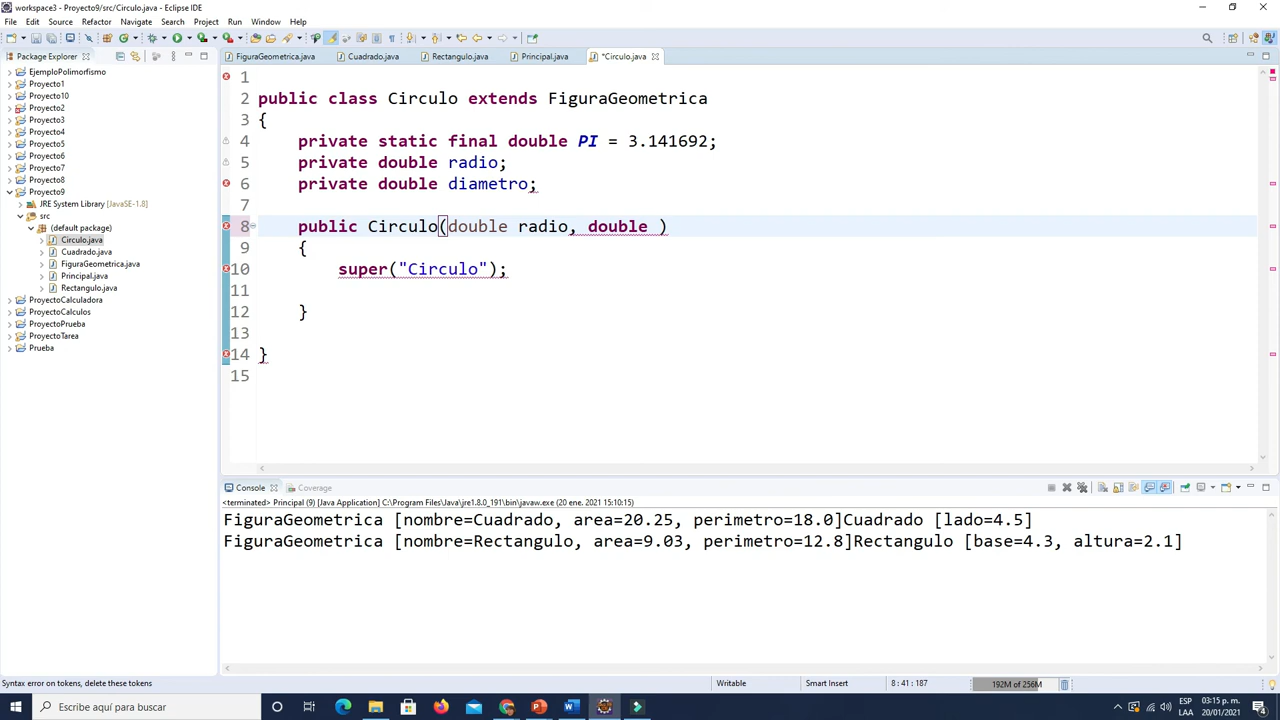 workspace3 - Proyecto9/src/Circulo.java - Eclipse IDE
File Edit Source Refactor Navigate Search Project Run Window Help
Package Explorer
FiguraGeometrica.java Cuadrado.java Rectangulo.java Principal.java *Circulo.java
EjemploPolimorfismo
Proyecto1
Proyecto10
Proyecto2
Proyecto3
Proyecto4
Proyecto5
Proyecto6
Proyecto7
Proyecto8
Proyecto9
JRE System Library [JavaSE-1.8]
src
(default package)
Circulo.java
Cuadrado.java
FiguraGeometrica.java
Principal.java
Rectangulo.java
ProyectoCalculadora
ProyectoCalculos
ProyectoPrueba
ProyectoTarea
Prueba
1
2 public class Circulo extends FiguraGeometrica
3 {
4 private static final double PI = 3.141692;
5 private double radio;
6 private double diametro;
7
8 public Circulo(double radio, double )
9 {
10 super("Circulo");
11
12 }
13
14 }
15
Console Coverage
<terminated> Principal (9) [Java Application] C:\Program Files\Java\jre1.8.0_191\bin\javaw.exe (20 ene. 2021 15:10:15)
FiguraGeometrica [nombre=Cuadrado, area=20.25, perimetro=18.0]Cuadrado [lado=4.5]
FiguraGeometrica [nombre=Rectangulo, area=9.03, perimetro=12.8]Rectangulo [base=4.3, altura=2.1]
Syntax error on tokens, delete these tokens Writable Smart Insert 8 : 41 : 187 192M of 256M
Escribe aquí para buscar
ESP 03:15 p. m.
LAA 20/01/2021
4